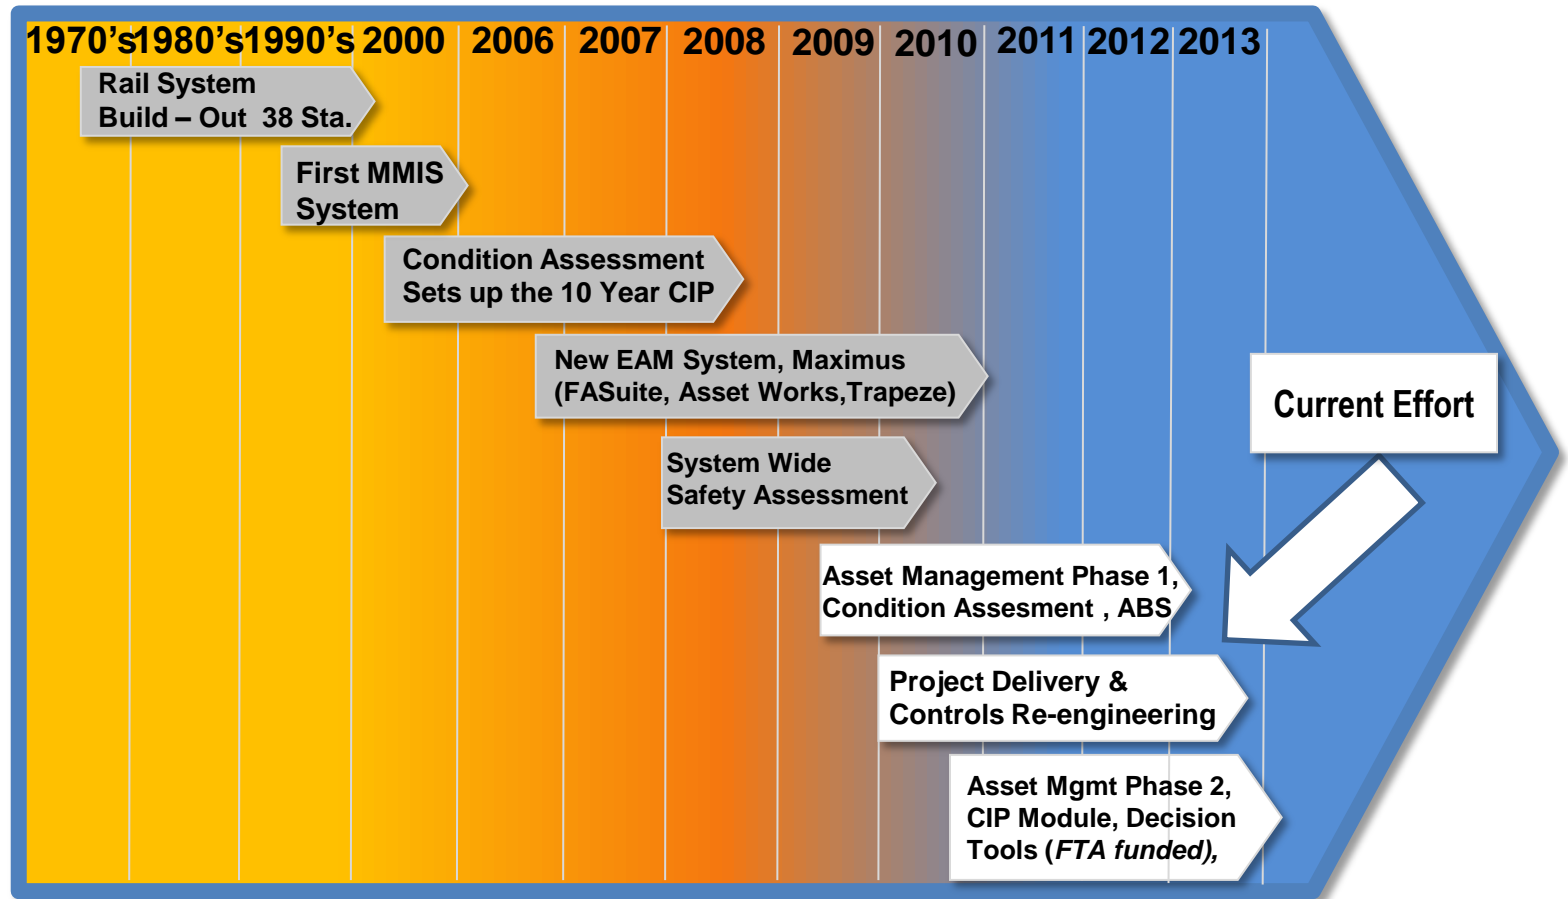 1970’s 1980’s 1990’s 2000 2006 2007 2008 2009 2010 2011 2012 2013
Rail System
Build – Out 38 Sta.
First MMIS
System
Condition Assessment
Sets up the 10 Year CIP
New EAM System, Maximus
(FASuite, Asset Works,Trapeze)
Current Effort
System Wide
Safety Assessment
Asset Management Phase 1,
Condition Assesment , ABS
Project Delivery &
Controls Re-engineering
Asset Mgmt Phase 2,
CIP Module, Decision
Tools (FTA funded),